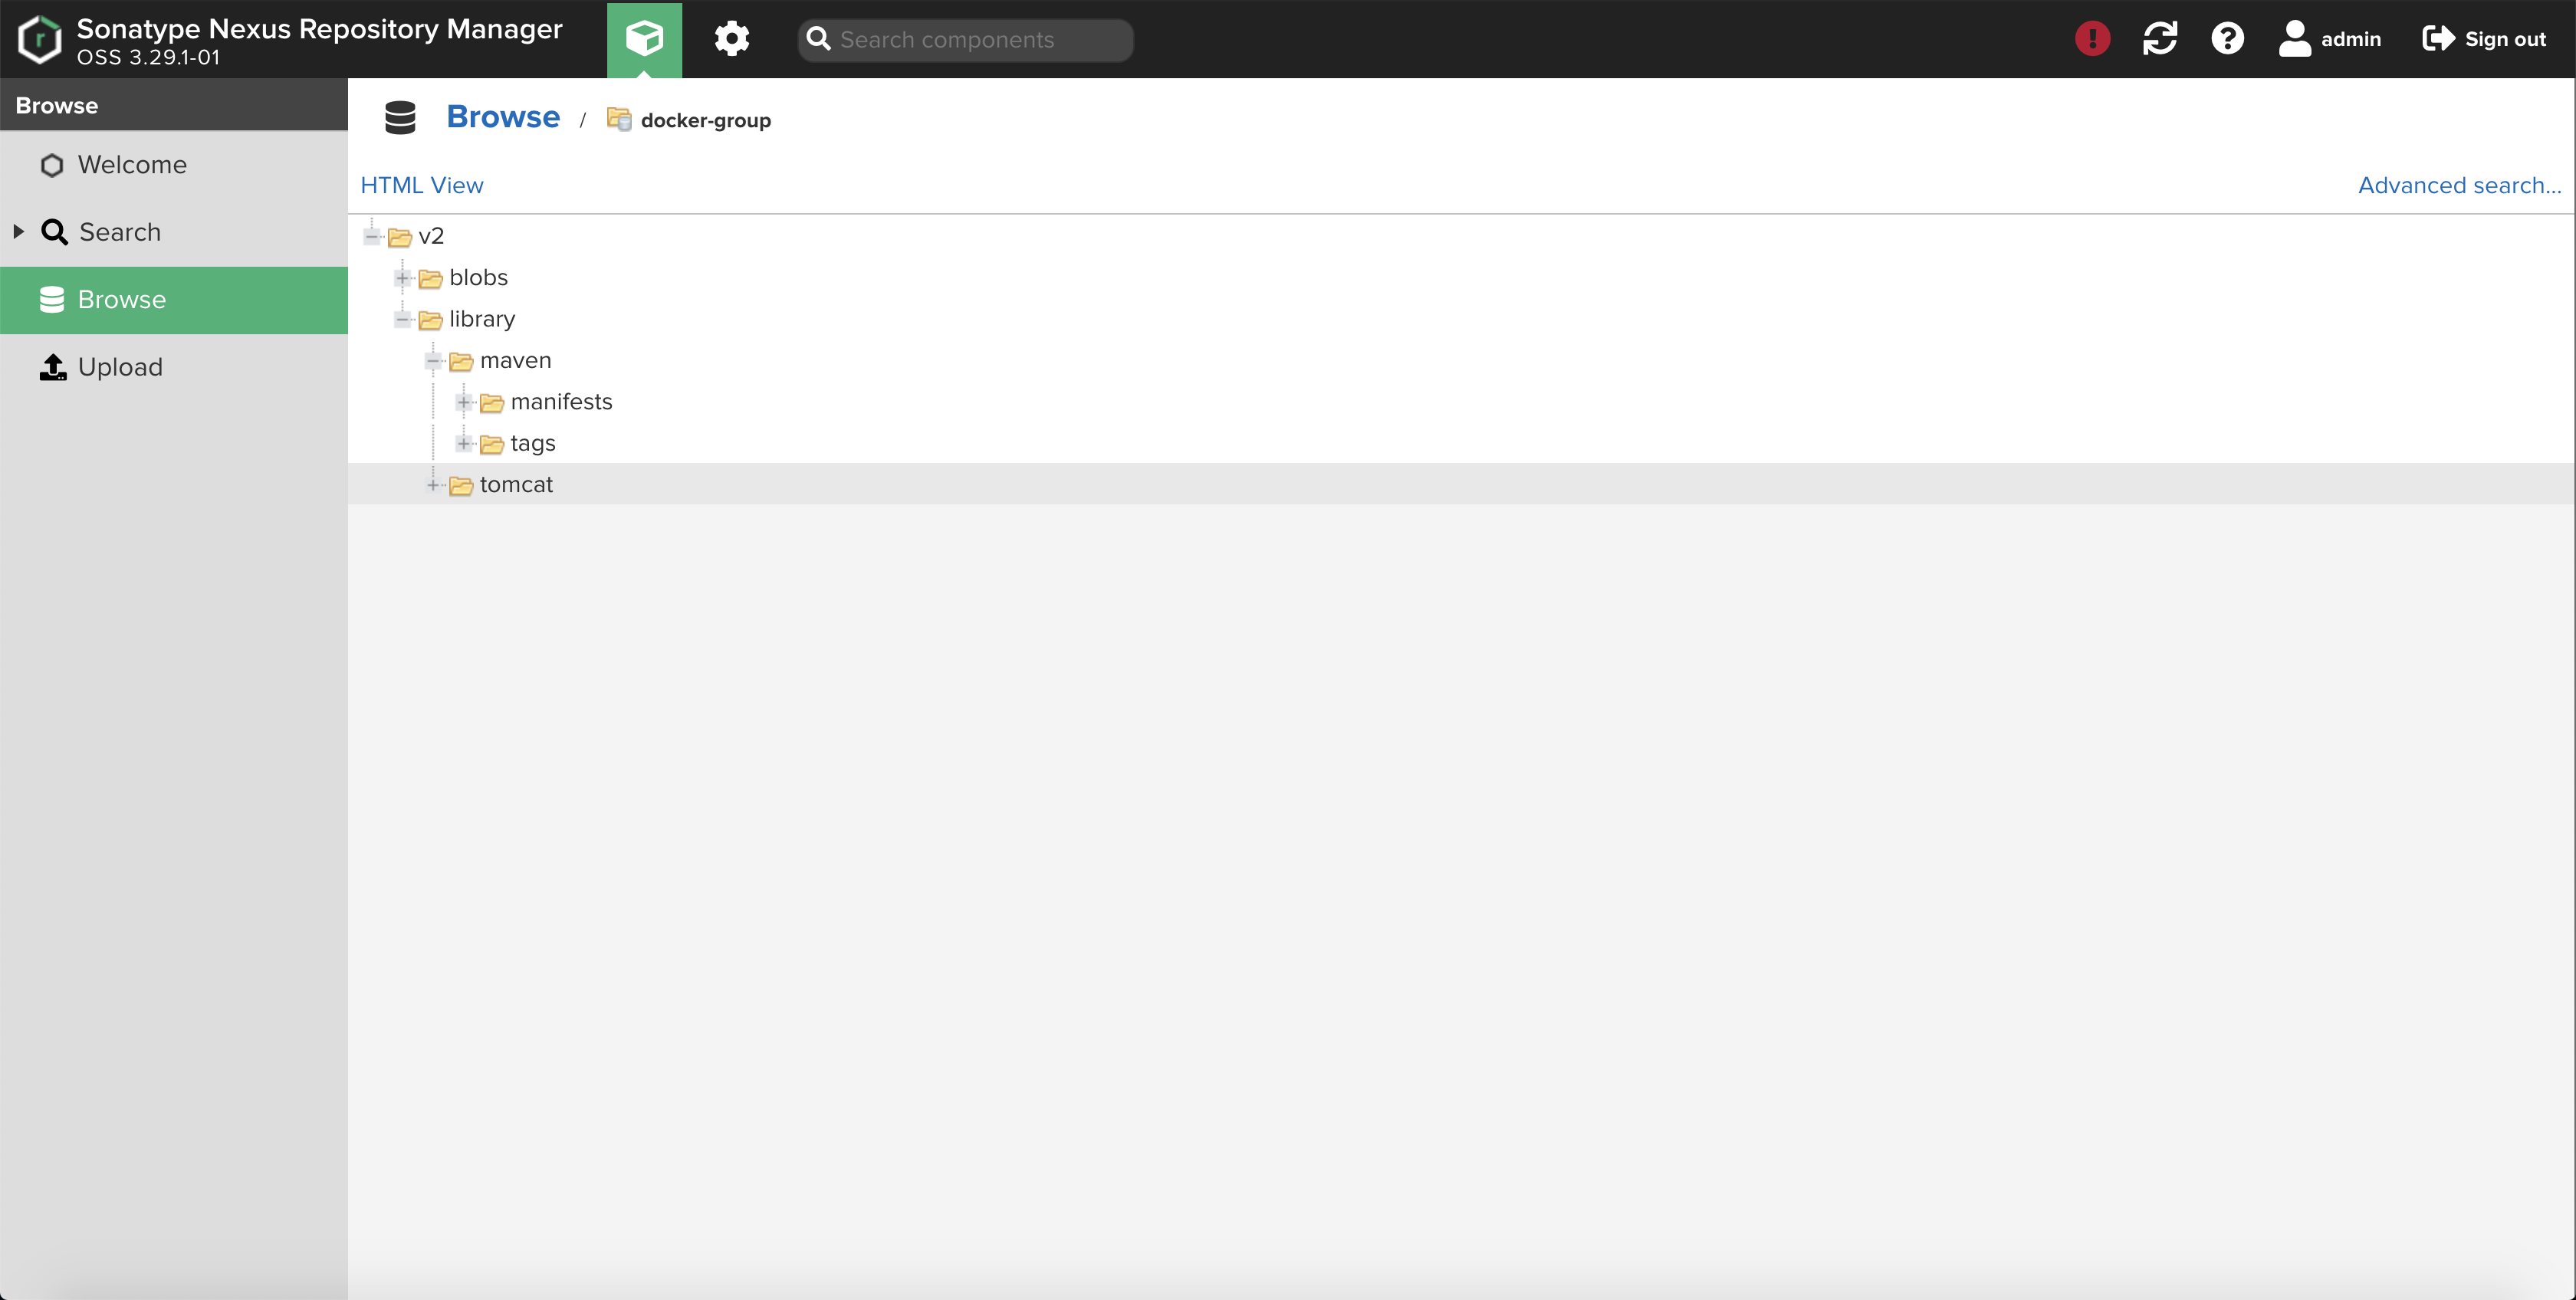 Sonatype Nexus Repository Manager
OSS 3.29.1-01
Search components
admin
Sign out
Browse
Welcome
Search
Browse
Upload
Browse / docker-group
HTML View
Advanced search...
v2
blobs
library
maven
manifests
tags
tomcat